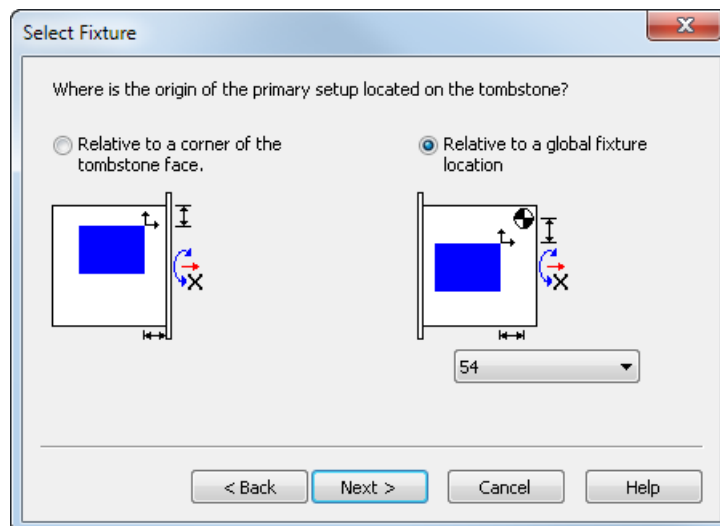 Select Fixture
Where is the origin of the primary setup located on the tombstone?
Relative to a corner of the
tombstone face.
Relative to a global fixture
location
X
X
54
< Back
Next >
Cancel
Help